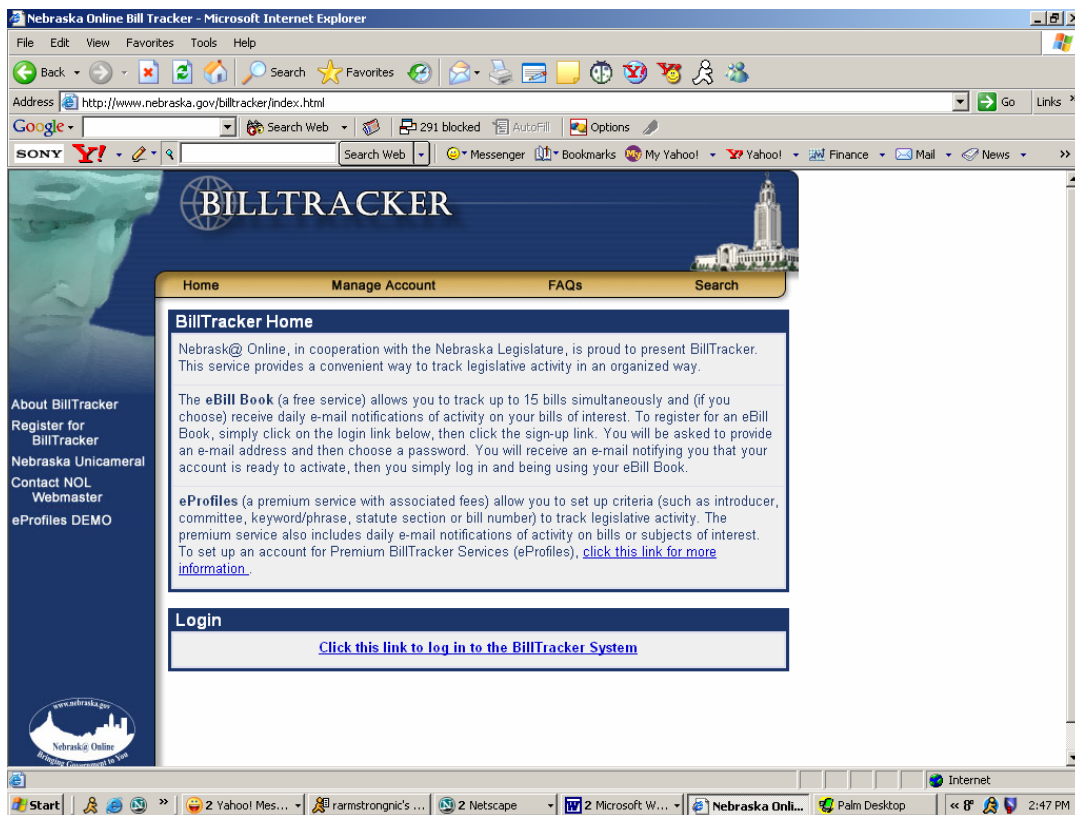 Nebraska Online Bill Tracker - Microsoft Internet Explorer
File Edit View Favorites Tools Help
Back Search Favorites
Address http://www.nebraska.gov/billtracker/index.html Go Links »
Google Search Web 291 blocked AutoFill Options
SONY Y! Search Web Messenger Bookmarks My Yahoo! Yahoo! Finance Mail News »
BILLTRACKER
Home Manage Account FAQs Search
BillTracker Home
Nebrask@ Online, in cooperation with the Nebraska Legislature, is proud to present BillTracker.
This service provides a convenient way to track legislative activity in an organized way.
The eBill Book (a free service) allows you to track up to 15 bills simultaneously and (if you
choose) receive daily e-mail notifications of activity on your bills of interest. To register for an eBill
Book, simply click on the login link below, then click the sign-up link. You will be asked to provide
an e-mail address and then choose a password. You will receive an e-mail notifying you that your
account is ready to activate, then you simply log in and being using your eBill Book.
eProfiles (a premium service with associated fees) allow you to set up criteria (such as introducer,
committee, keyword/phrase, statute section or bill number) to track legislative activity. The
premium service also includes daily e-mail notifications of activity on bills or subjects of interest.
To set up an account for Premium BillTracker Services (eProfiles), click this link for more
information .
Login
Click this link to log in to the BillTracker System
About BillTracker
Register for
BillTracker
Nebraska Unicameral
Contact NOL
Webmaster
eProfiles DEMO
www.nebraska.gov
Nebrask@ Online
Bringing Government to You
Internet
Start » 2 Yahoo! Mes... rarmstrongnic's ... 2 Netscape 2 Microsoft W... Nebraska Onli... Palm Desktop « 8° 2:47 PM